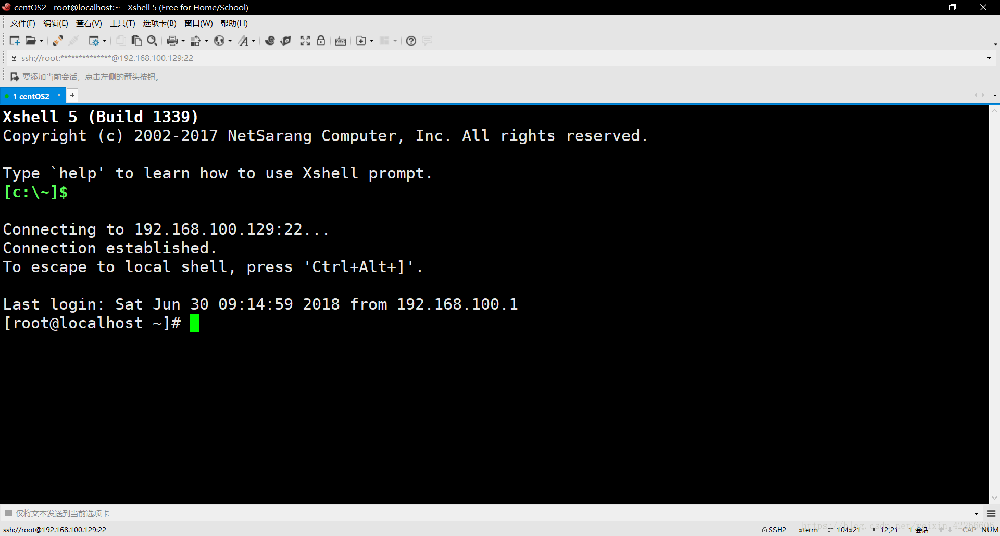 centOS2 - root@localhost:~ - Xshell 5 (Free for Home/School)
文件(F) 编辑(E) 查看(V) 工具(T) 选项卡(B) 窗口(W) 帮助(H)
ssh://root:**************@192.168.100.129:22
要添加当前会话，点击左侧的箭头按钮。
1 centOS2 × +
Xshell 5 (Build 1339)
Copyright (c) 2002-2017 NetSarang Computer, Inc. All rights reserved.
Type `help' to learn how to use Xshell prompt.
[c:\~]$
Connecting to 192.168.100.129:22...
Connection established.
To escape to local shell, press 'Ctrl+Alt+]'.
Last login: Sat Jun 30 09:14:59 2018 from 192.168.100.1
[root@localhost ~]#
仅将文本发送到当前选项卡
https://blog.csdn.net/weixin_42266606
ssh://root@192.168.100.129:22 SSH2 xterm 104x21 12,21 1 会话 CAP NUM